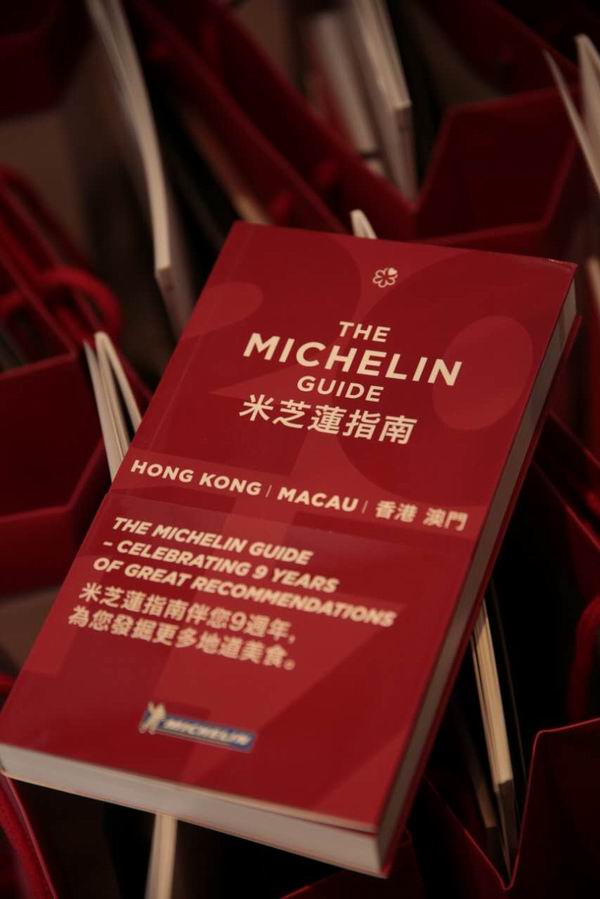 THE
MICHELIN
GUIDE
米芝蓮指南
HONG KONG | MACAU | 香港 澳門
THE MICHELIN GUIDE
– CELEBRATING 9 YEARS
OF GREAT RECOMMENDATIONS
米芝蓮指南伴您9週年，
為您發掘更多地道美食。
MICHELIN